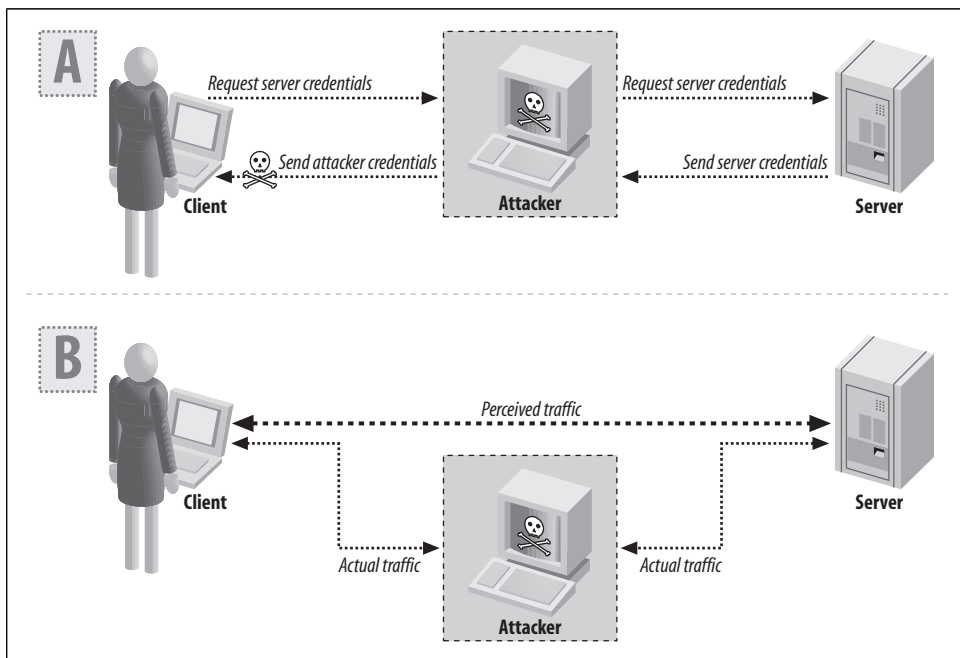 A
Request server credentials
Request server credentials
Send attacker credentials
Send server credentials
Client
Attacker
Server
B
Perceived traffic
Client
Server
Actual traffic
Actual traffic
Attacker